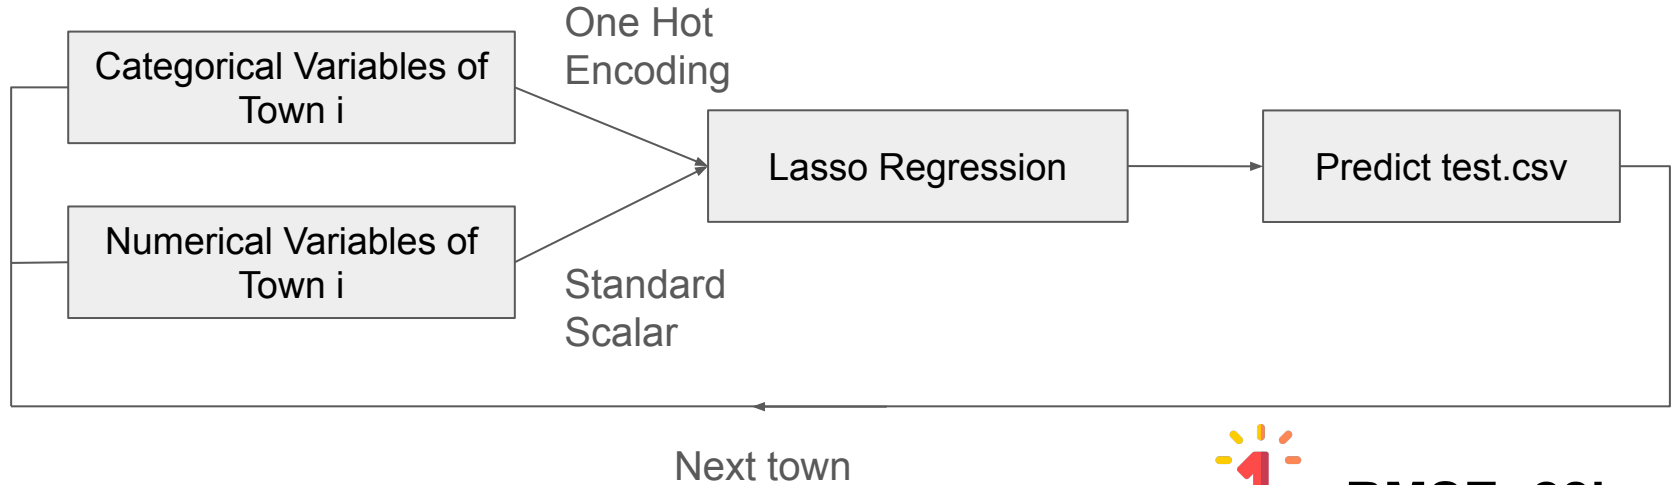 One Hot
Encoding
Categorical Variables of
Town i
Lasso Regression
Predict test.csv
Numerical Variables of
Town i
Standard
Scalar
Next town